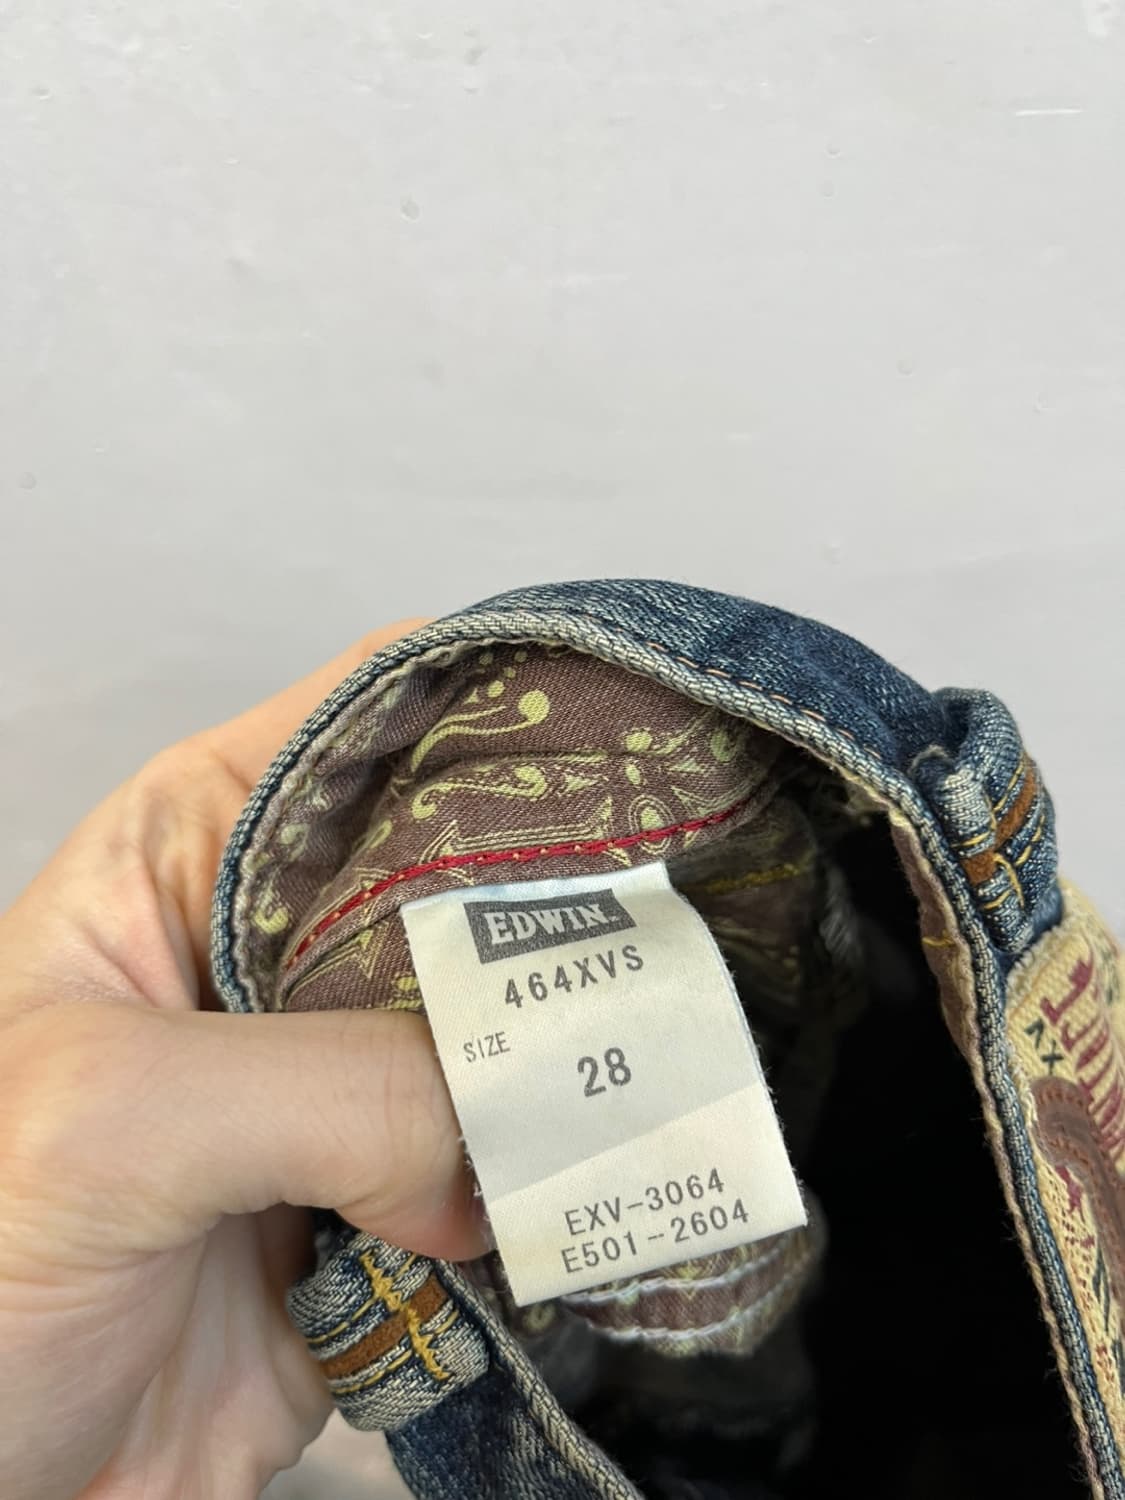 EDWIN
464XVS
SIZE
28
EXV-3064
E501-2604